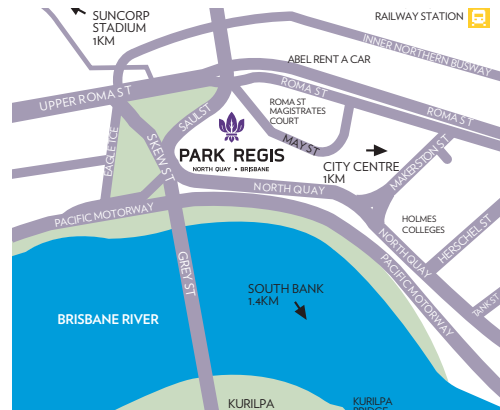 SUNCORP
STADIUM
1KM
RAILWAY STATION
INNER NORTHERN BUSWAY
ABEL RENT A CAR
UPPER ROMA ST
ROMA ST
ROMA ST
ROMA ST
MAGISTRATES
COURT
SAUL ST
MAY ST
SKEW ST
EAGLE TCE
PARK REGIS
NORTH QUAY • BRISBANE
CITY CENTRE
1KM
MAKERSTON ST
NORTH QUAY
PACIFIC MOTORWAY
HOLMES
COLLEGES
HERSCHEL ST
NORTH QUAY
PACIFIC MOTORWAY
TANK ST
GREY ST
SOUTH BANK
1.4KM
BRISBANE RIVER
KURILPA
KURILPA